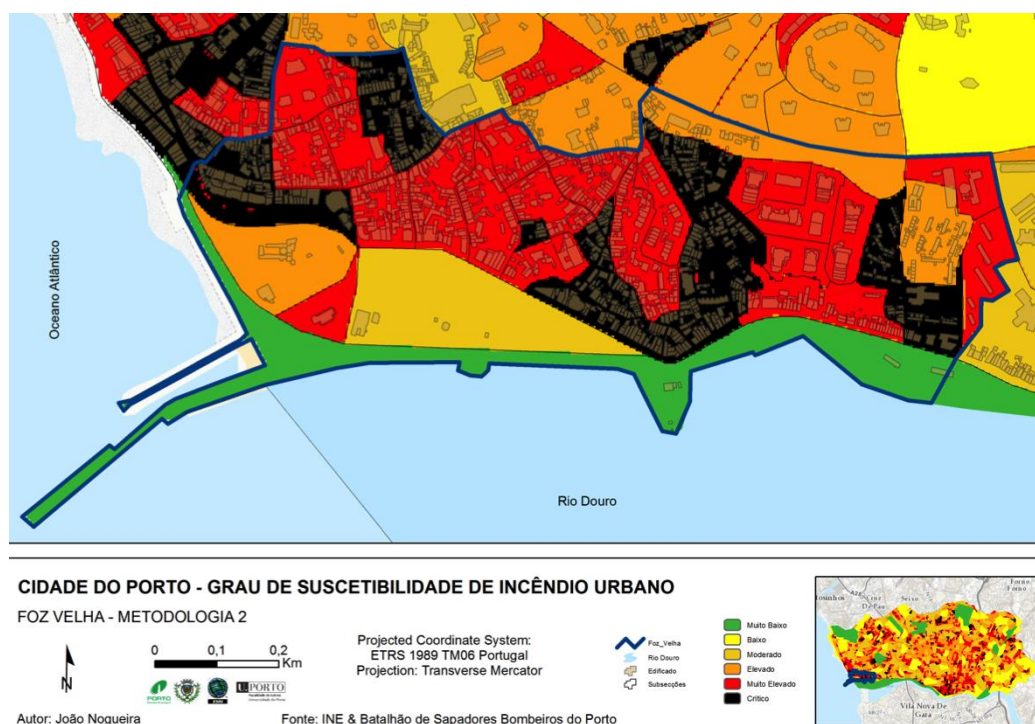 Oceano Atlântico
Rio Douro
CIDADE DO PORTO - GRAU DE SUSCETIBILIDADE DE INCÊNDIO URBANO
FOZ VELHA - METODOLOGIA 2
N
0 0,1 0,2
Km
Projected Coordinate System:
ETRS 1989 TM06 Portugal
Projection: Transverse Mercator
Foz_Velha
Rio Douro
Edificado
Subsecções
Muito Baixo
Baixo
Moderado
Elevado
Muito Elevado
Crítico
PORTO
U.PORTO
Vila Nova De
Gaia
Autor: João Nogueira
Fonte: INE & Batalhão de Sapadores Bombeiros do Porto